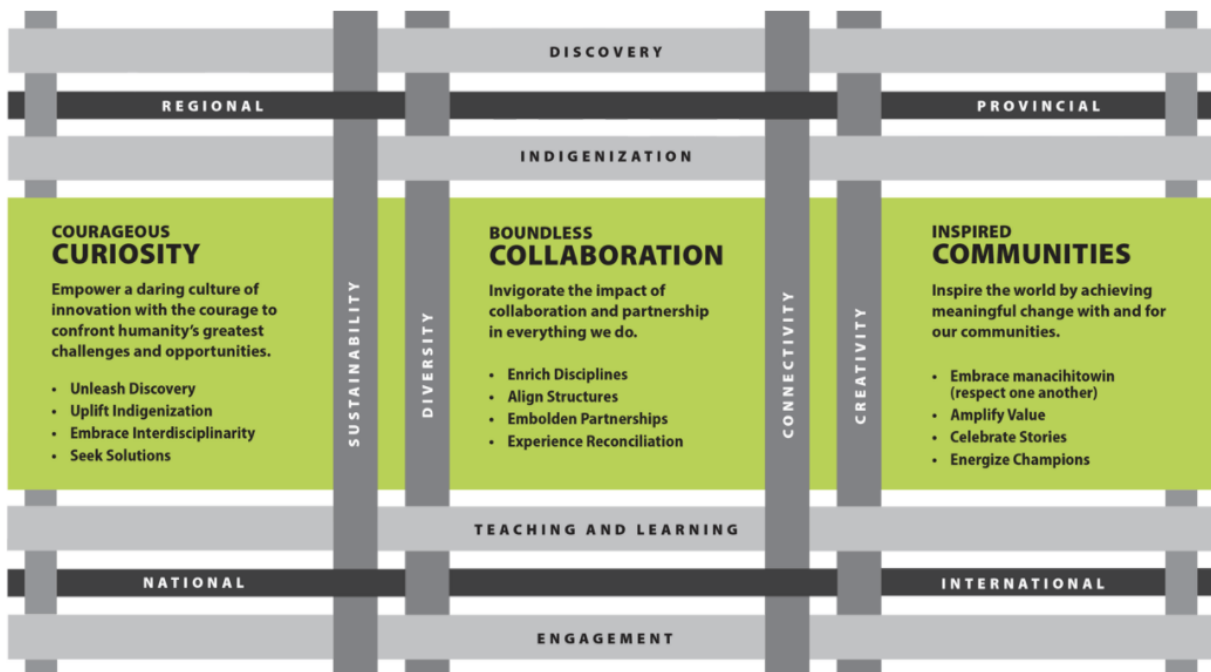 DISCOVERY
REGIONAL
PROVINCIAL
INDIGENIZATION
COURAGEOUS
CURIOSITY
Empower a daring culture of
innovation with the courage to
confront humanity's greatest
challenges and opportunities.
• Unleash Discovery
• Uplift Indigenization
• Embrace Interdisciplinarity
• Seek Solutions
SUSTAINABILITY
DIVERSITY
BOUNDLESS
COLLABORATION
Invigorate the impact of
collaboration and partnership
in everything we do.
• Enrich Disciplines
• Align Structures
• Embolden Partnerships
• Experience Reconciliation
CONNECTIVITY
CREATIVITY
INSPIRED
COMMUNITIES
Inspire the world by achieving
meaningful change with and for
our communities.
• Embrace manacihitowin
(respect one another)
• Amplify Value
• Celebrate Stories
• Energize Champions
TEACHING AND LEARNING
NATIONAL
INTERNATIONAL
ENGAGEMENT